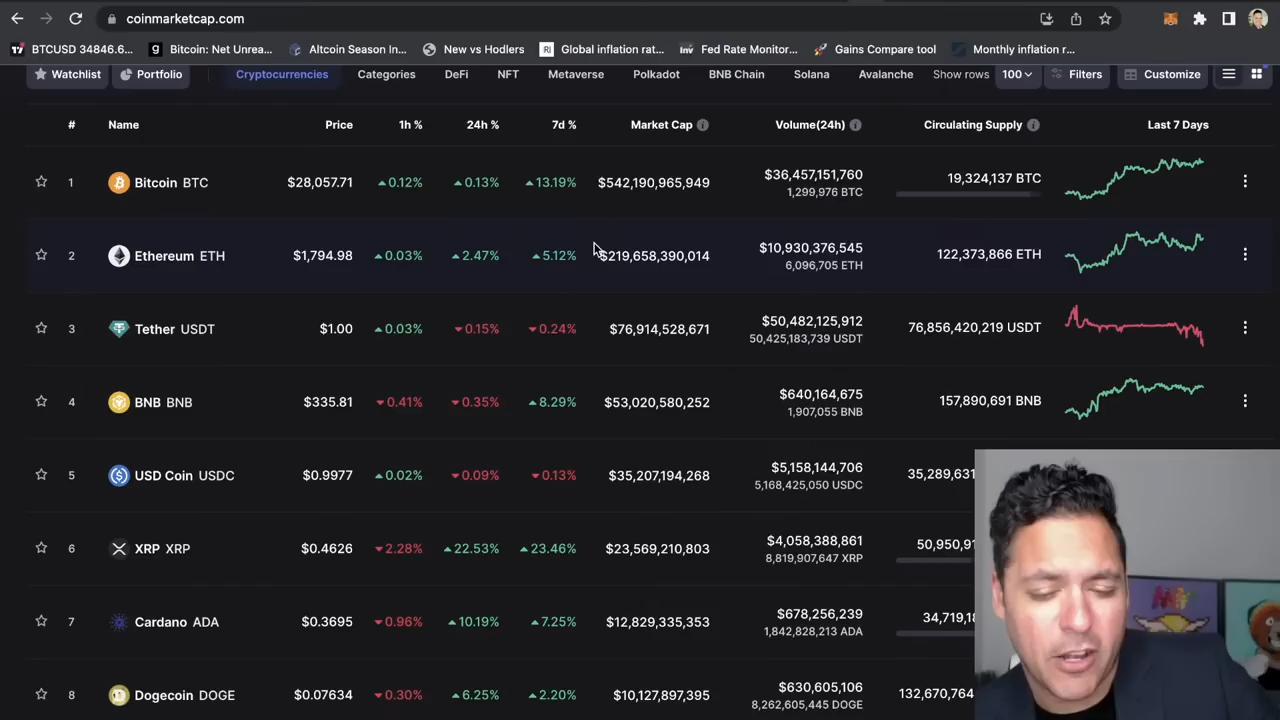 coinmarketcap.com
BTCUSD 34846.6... Bitcoin: Net Unrea... Altcoin Season In... New vs Hodlers Global inflation rat... Fed Rate Monitor... Gains Compare tool Monthly inflation r...
Watchlist Portfolio Cryptocurrencies Categories DeFi NFT Metaverse Polkadot BNB Chain Solana Avalanche Show rows 100 Filters Customize
# Name Price 1h % 24h % 7d % Market Cap Volume(24h) Circulating Supply Last 7 Days
1 Bitcoin BTC $28,057.71 0.12% 0.13% 13.19% $542,190,965,949 $36,457,151,760 19,324,137 BTC
1,299,976 BTC
2 Ethereum ETH $1,794.98 0.03% 2.47% 5.12% $219,658,390,014 $10,930,376,545 122,373,866 ETH
6,096,705 ETH
3 Tether USDT $1.00 0.03% 0.15% 0.24% $76,914,528,671 $50,482,125,912 76,856,420,219 USDT
50,425,183,739 USDT
4 BNB BNB $335.81 0.41% 0.35% 8.29% $53,020,580,252 $640,164,675 157,890,691 BNB
1,907,055 BNB
5 USD Coin USDC $0.9977 0.02% 0.09% 0.13% $35,207,194,268 $5,158,144,706 35,289,631
5,168,425,050 USDC
6 XRP XRP $0.4626 2.28% 22.53% 23.46% $23,569,210,803 $4,058,388,861 50,950,91
8,819,907,647 XRP
7 Cardano ADA $0.3695 0.96% 10.19% 7.25% $12,829,335,353 $678,256,239 34,719,18
1,842,828,213 ADA
8 Dogecoin DOGE $0.07634 0.30% 6.25% 2.20% $10,127,897,395 $630,605,106 132,670,764
8,262,605,445 DOGE